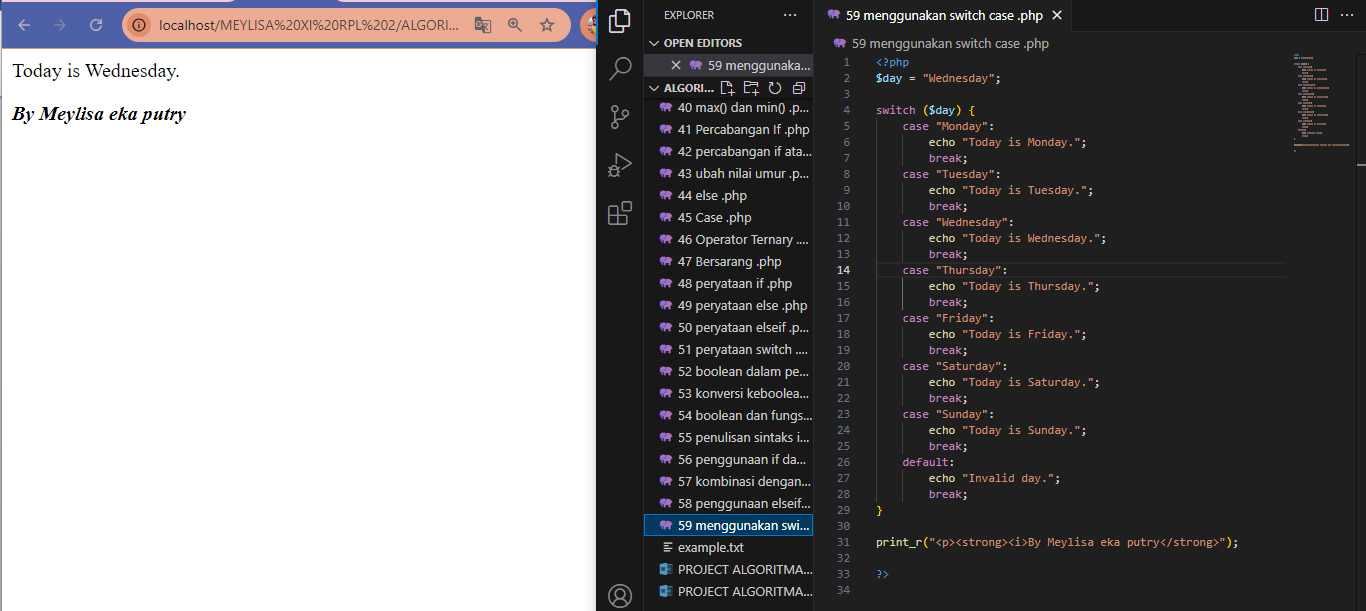 localhost/MEYLISA%20XI%20RPL%202/ALGORI...
Today is Wednesday.
By Meylisa eka putry
EXPLORER
OPEN EDITORS
59 menggunaka...
ALGORI...
40 max() dan min() .p...
41 Percabangan If .php
42 percabangan if ata...
43 ubah nilai umur .p...
44 else .php
45 Case .php
46 Operator Ternary ....
47 Bersarang .php
48 peryataan if .php
49 peryataan else .php
50 peryataan elseif .p...
51 peryataan switch ....
52 boolean dalam pe...
53 konversi keboolea...
54 boolean dan fungs...
55 penulisan sintaks i...
56 penggunaan if da...
57 kombinasi dengan...
58 penggunaan elseif...
59 menggunakan swi...
example.txt
PROJECT ALGORITMA...
PROJECT ALGORITMA...
59 menggunakan switch case .php
59 menggunakan switch case .php
1 <?php
2 $day = "Wednesday";
3
4 switch ($day) {
5 case "Monday":
6 echo "Today is Monday.";
7 break;
8 case "Tuesday":
9 echo "Today is Tuesday.";
10 break;
11 case "Wednesday":
12 echo "Today is Wednesday.";
13 break;
14 case "Thursday":
15 echo "Today is Thursday.";
16 break;
17 case "Friday":
18 echo "Today is Friday.";
19 break;
20 case "Saturday":
21 echo "Today is Saturday.";
22 break;
23 case "Sunday":
24 echo "Today is Sunday.";
25 break;
26 default:
27 echo "Invalid day.";
28 break;
29 }
30
31 print_r("<p><strong><i>By Meylisa eka putry</strong>");
32
33 ?>
34